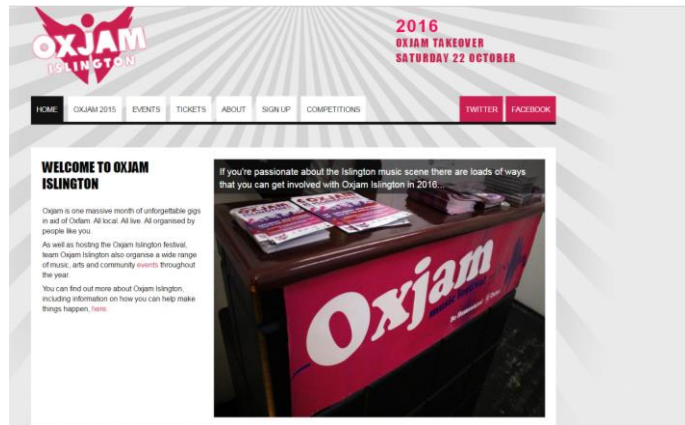 OXJAM
ISLINGTON
2016
OXJAM TAKEOVER
SATURDAY 22 OCTOBER
HOME OXJAM 2015 EVENTS TICKETS ABOUT SIGN UP COMPETITIONS TWITTER FACEBOOK
WELCOME TO OXJAM
ISLINGTON
Oxjam is one massive month of unforgettable gigs
in aid of Oxfam. All local. All live. All organised by
people like you.
As well as hosting the Oxjam Islington festival,
team Oxjam Islington also organise a wide range
of music, arts and community events throughout
the year.
You can find out more about Oxjam Islington,
including information on how you can help make
things happen, here.
If you're passionate about the Islington music scene there are loads of ways
that you can get involved with Oxjam Islington in 2016...
OXJAM
OXJAM
Oxjam
music festival